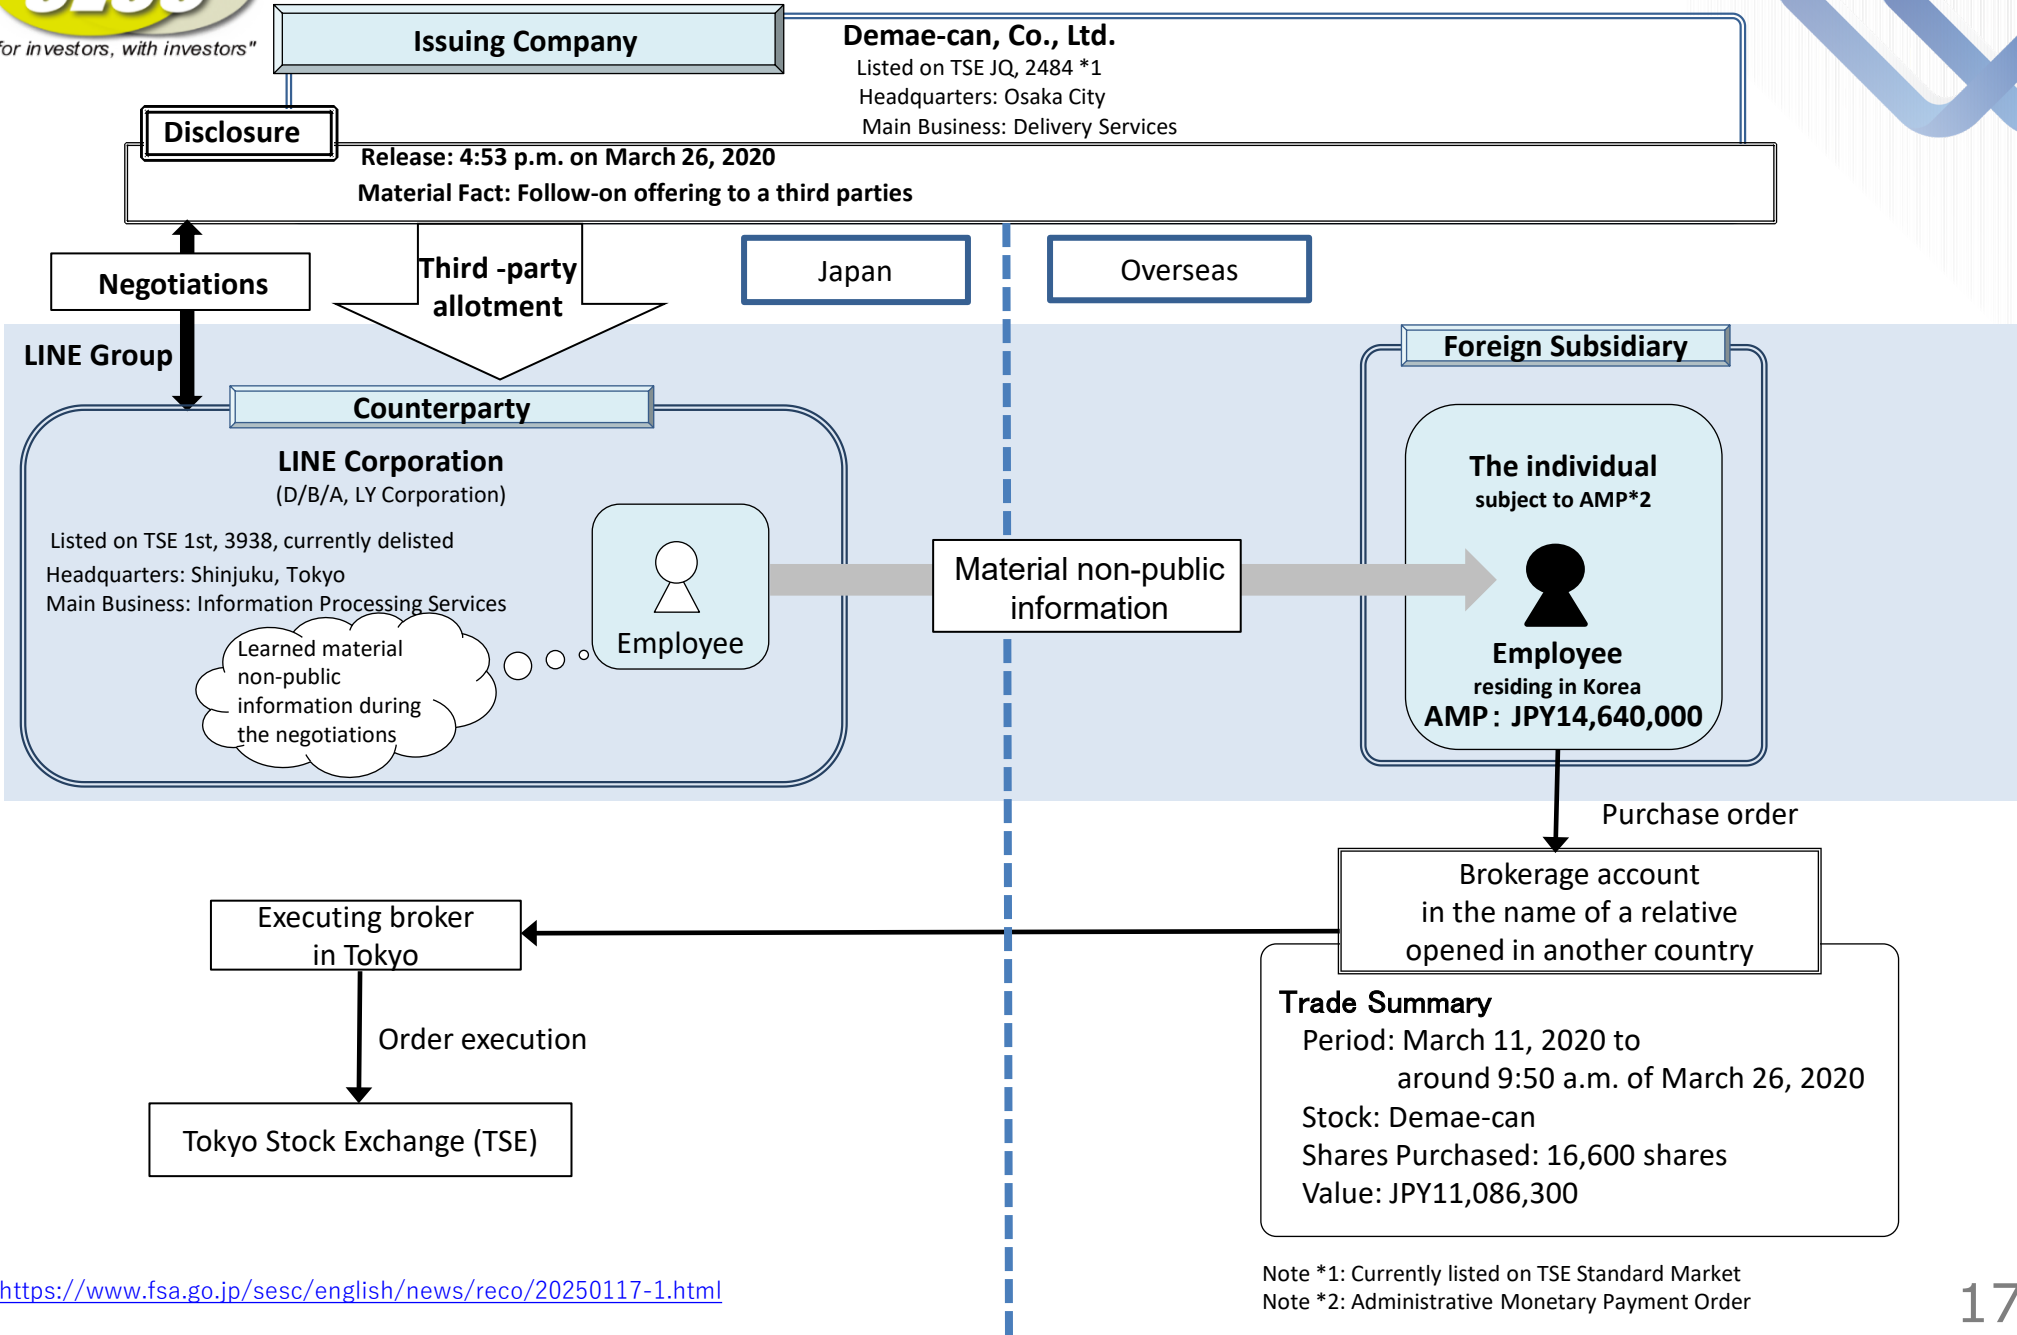 for investors, with investors"
Issuing Company
Demae-can, Co., Ltd.
Listed on TSE JQ, 2484 *1
Headquarters: Osaka City
Main Business: Delivery Services
Disclosure
Release: 4:53 p.m. on March 26, 2020
Material Fact: Follow-on offering to a third parties
Negotiations
Third -party
allotment
Japan
Overseas
LINE Group
Counterparty
LINE Corporation
(D/B/A, LY Corporation)
Listed on TSE 1st, 3938, currently delisted
Headquarters: Shinjuku, Tokyo
Main Business: Information Processing Services
Learned material
non-public
information during
the negotiations
Employee
Material non-public
information
Foreign Subsidiary
The individual
subject to AMP*2
Employee
residing in Korea
AMP: JPY14,640,000
Purchase order
Brokerage account
in the name of a relative
opened in another country
Executing broker
in Tokyo
Order execution
Tokyo Stock Exchange (TSE)
Trade Summary
Period: March 11, 2020 to
around 9:50 a.m. of March 26, 2020
Stock: Demae-can
Shares Purchased: 16,600 shares
Value: JPY11,086,300
https://www.fsa.go.jp/sesc/english/news/reco/20250117-1.html
Note *1: Currently listed on TSE Standard Market
Note *2: Administrative Monetary Payment Order
17